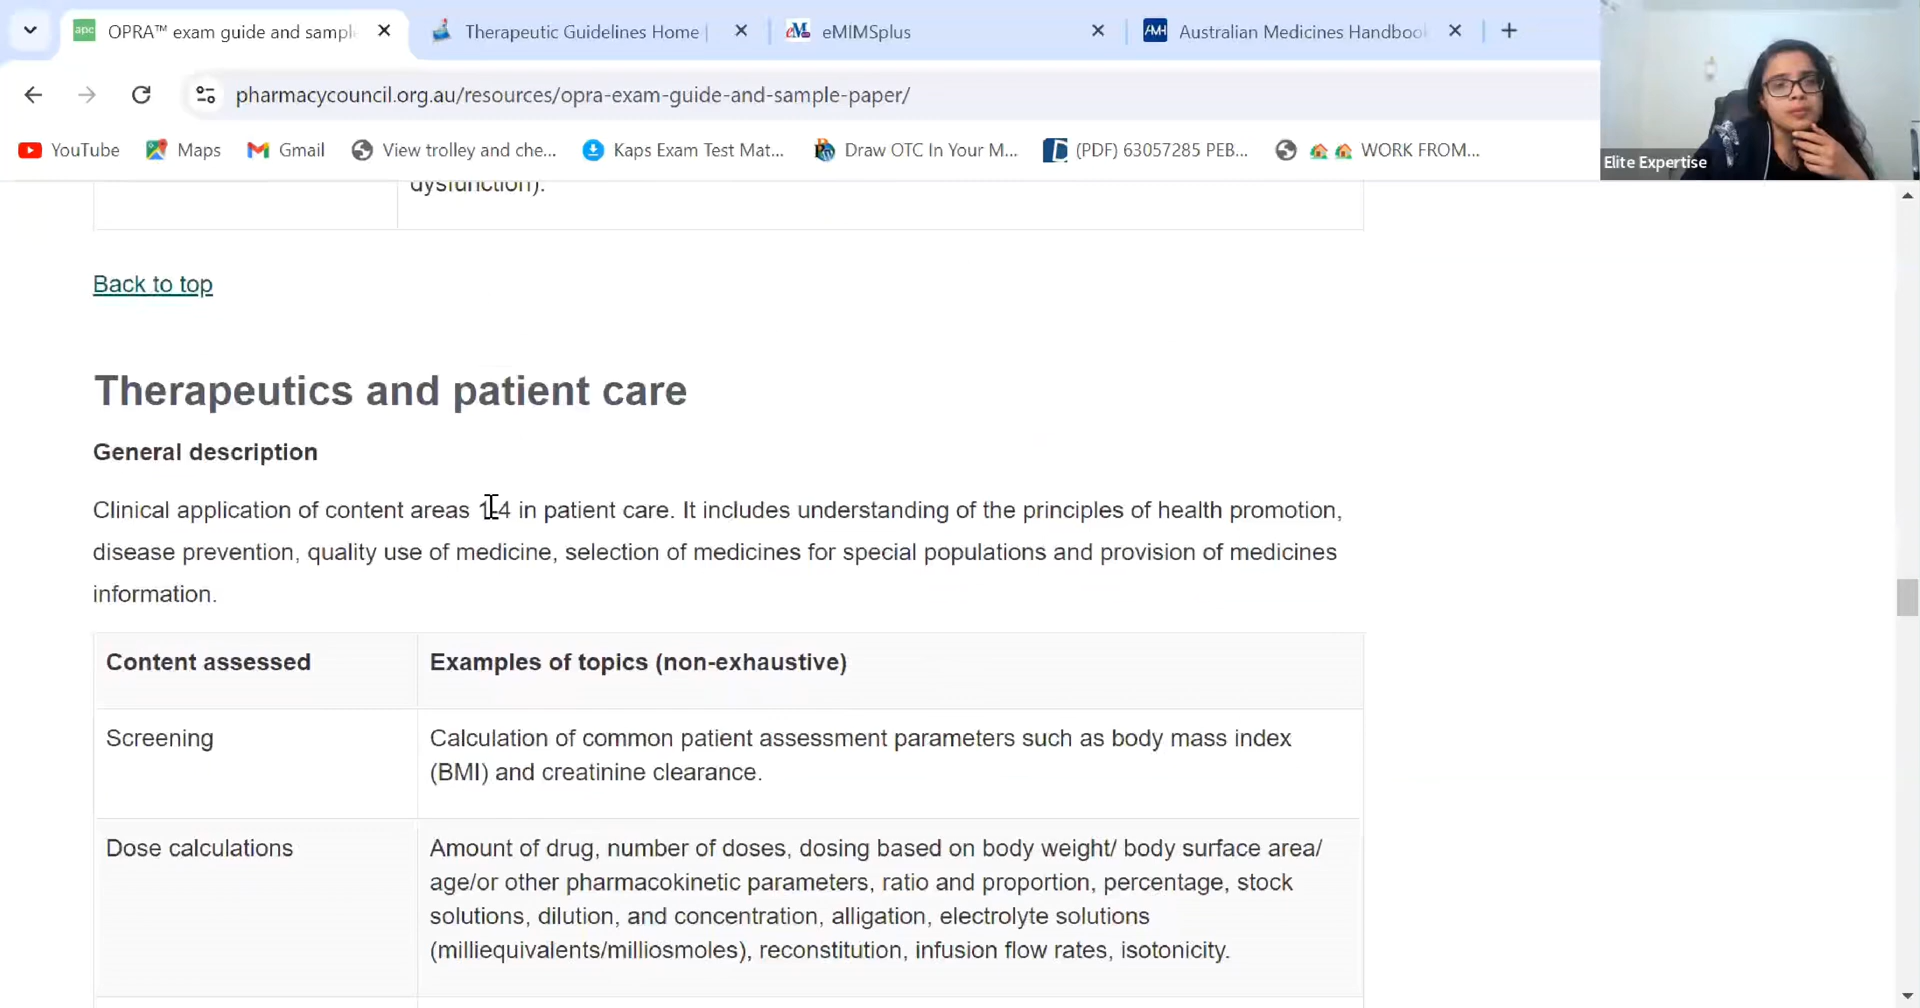 OPRA™ exam guide and sampl
Therapeutic Guidelines Home |
eMIMSplus
Australian Medicines Handboo
pharmacycouncil.org.au/resources/opra-exam-guide-and-sample-paper/
YouTube
Maps
Gmail
View trolley and che...
Kaps Exam Test Mat...
Draw OTC In Your M...
(PDF) 63057285 PEB...
WORK FROM...
Elite Expertise
dysfunction).
Back to top
Therapeutics and patient care
General description
Clinical application of content areas 1-4 in patient care. It includes understanding of the principles of health promotion,
disease prevention, quality use of medicine, selection of medicines for special populations and provision of medicines
information.
Content assessed
Examples of topics (non-exhaustive)
Screening
Calculation of common patient assessment parameters such as body mass index
(BMI) and creatinine clearance.
Dose calculations
Amount of drug, number of doses, dosing based on body weight/ body surface area/
age/or other pharmacokinetic parameters, ratio and proportion, percentage, stock
solutions, dilution, and concentration, alligation, electrolyte solutions
(milliequivalents/milliosmoles), reconstitution, infusion flow rates, isotonicity.